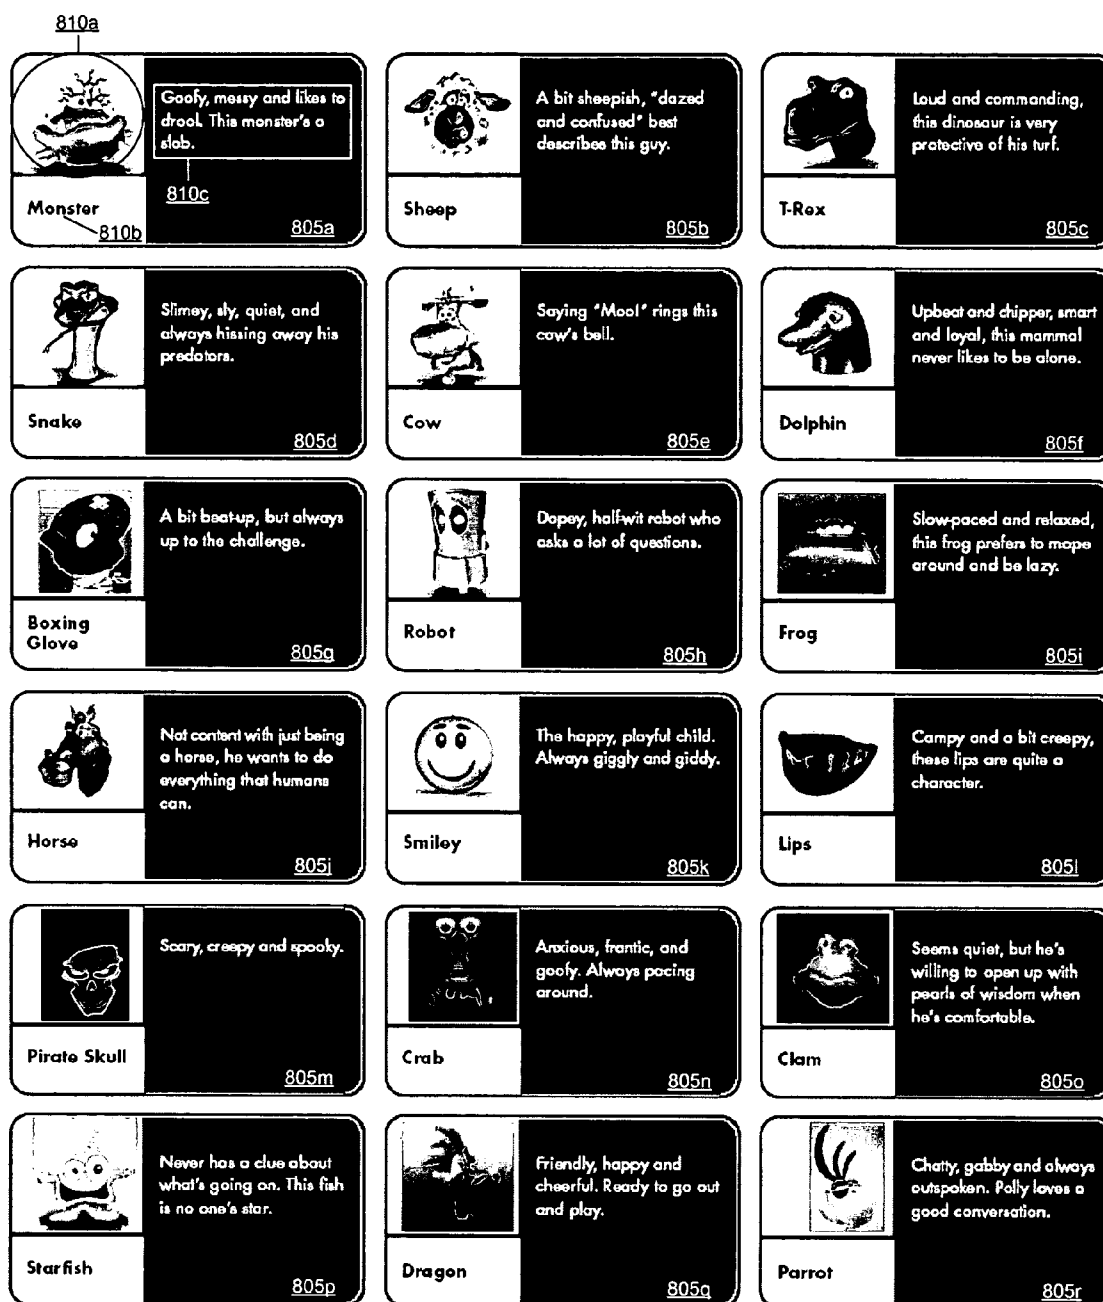 810a
Goofy, messy and likes to
drool. This monster's a
slob.
810c
Monster
810b
805a
A bit sheepish, "dazed
and confused" best
describes this guy.
Sheep
805b
Loud and commanding,
this dinosaur is very
protective of his turf.
T-Rex
805c
Slimey, sly, quiet, and
always hissing away his
predators.
Snake
805d
Saying "Moo!" rings this
cow's bell.
Cow
805e
Upbeat and chipper, smart
and loyal, this mammal
never likes to be alone.
Dolphin
805f
A bit beat-up, but always
up to the challenge.
Boxing
Glove
805g
Dopey, half-wit robot who
asks a lot of questions.
Robot
805h
Slow-paced and relaxed,
this frog prefers to mope
around and be lazy.
Frog
805i
Not content with just being
a horse, he wants to do
everything that humans
can.
Horse
805j
The happy, playful child.
Always giggly and giddy.
Smiley
805k
Campy and a bit creepy,
these lips are quite a
character.
Lips
805l
Scary, creepy and spooky.
Pirate Skull
805m
Anxious, frantic, and
goofy. Always pacing
around.
Crab
805n
Seems quiet, but he's
willing to open up with
pearls of wisdom when
he's comfortable.
Clam
805o
Never has a clue about
what's going on. This fish
is no one's star.
Starfish
805p
Friendly, happy and
cheerful. Ready to go out
and play.
Dragon
805q
Chatty, gabby and always
outspoken. Polly loves a
good conversation.
Parrot
805r